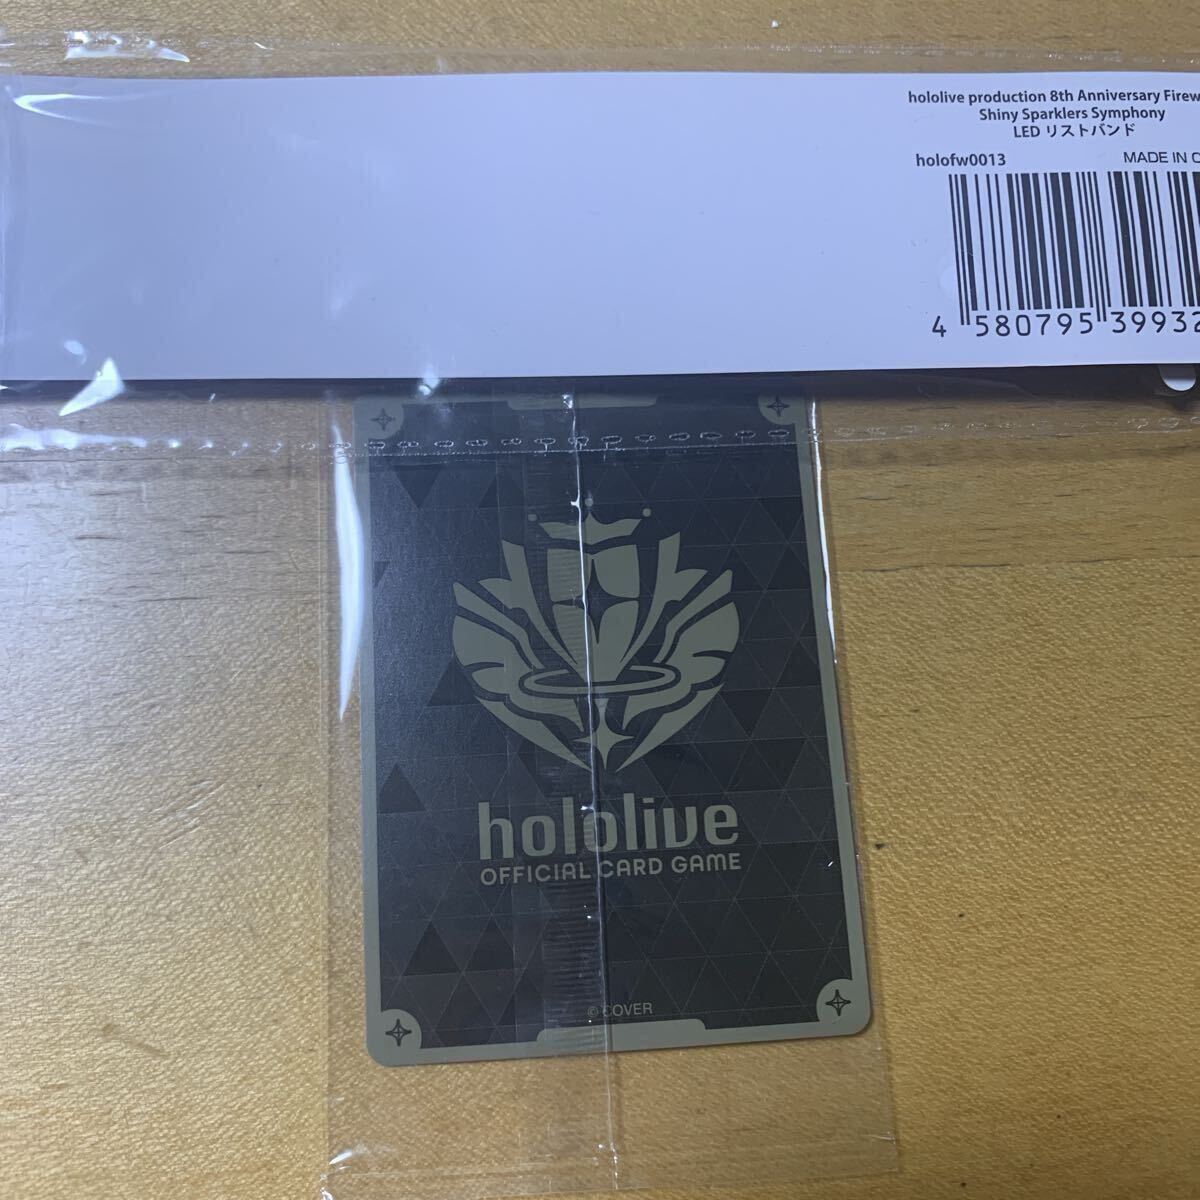 hololive production 8th Anniversary Firew
Shiny Sparklers Symphony
LED リストバンド
holofw0013
MADE IN C
4 580795 39932
hololive
OFFICIAL CARD GAME
© COVER